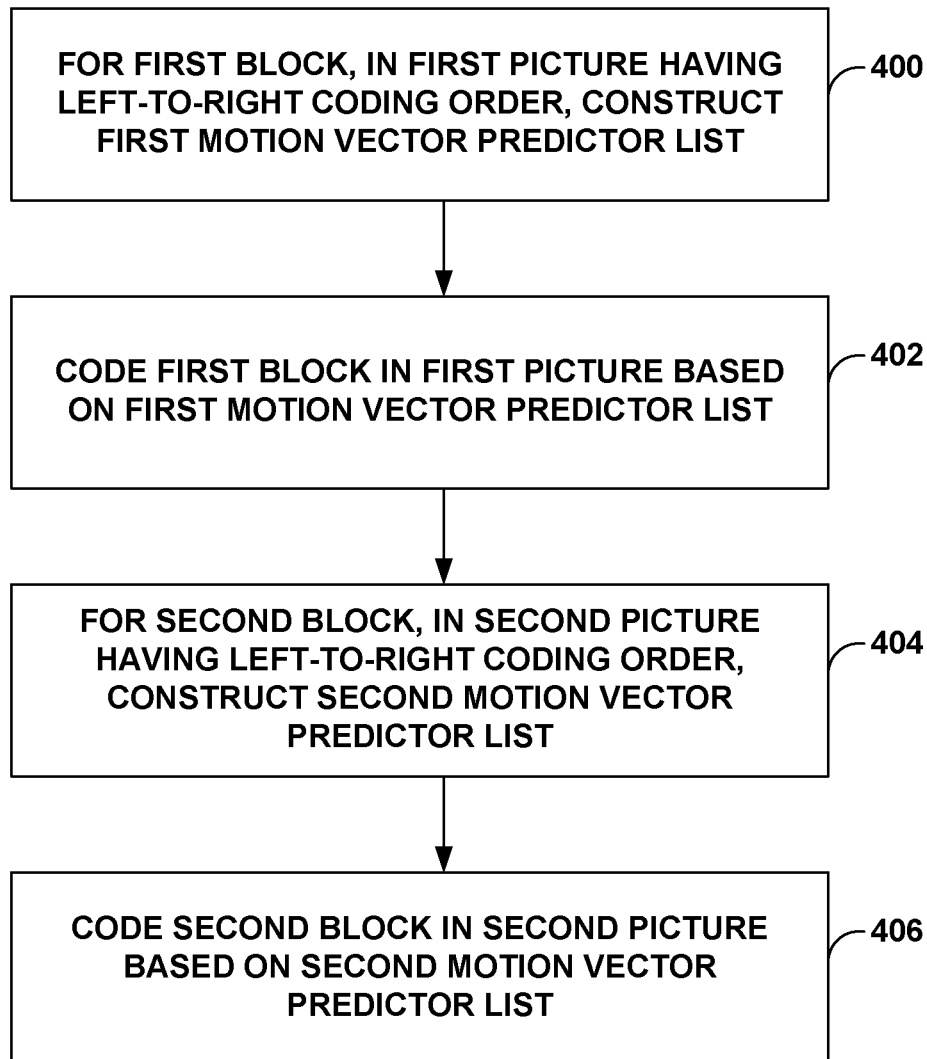 FOR FIRST BLOCK, IN FIRST PICTURE HAVING
LEFT-TO-RIGHT CODING ORDER, CONSTRUCT
FIRST MOTION VECTOR PREDICTOR LIST
400
CODE FIRST BLOCK IN FIRST PICTURE BASED
ON FIRST MOTION VECTOR PREDICTOR LIST
402
FOR SECOND BLOCK, IN SECOND PICTURE
HAVING LEFT-TO-RIGHT CODING ORDER,
CONSTRUCT SECOND MOTION VECTOR
PREDICTOR LIST
404
CODE SECOND BLOCK IN SECOND PICTURE
BASED ON SECOND MOTION VECTOR
PREDICTOR LIST
406